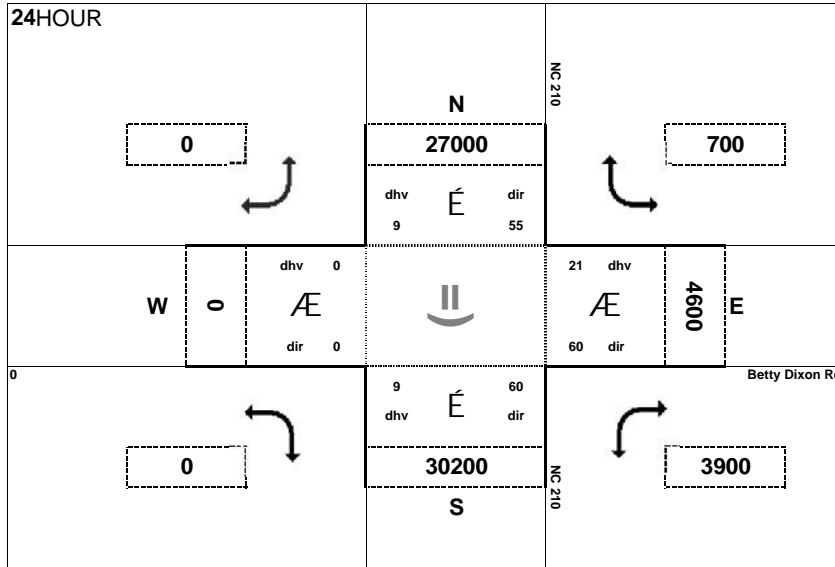 24HOUR
NC 210
N
0
27000
700
dhv
É
dir
9
55
dhv 0
21 dhv
W
0
Æ
Æ
4600
E
dir 0
60 dir
0
Betty Dixon R
9
60
dhv
É
dir
0
30200
3900
NC 210
S